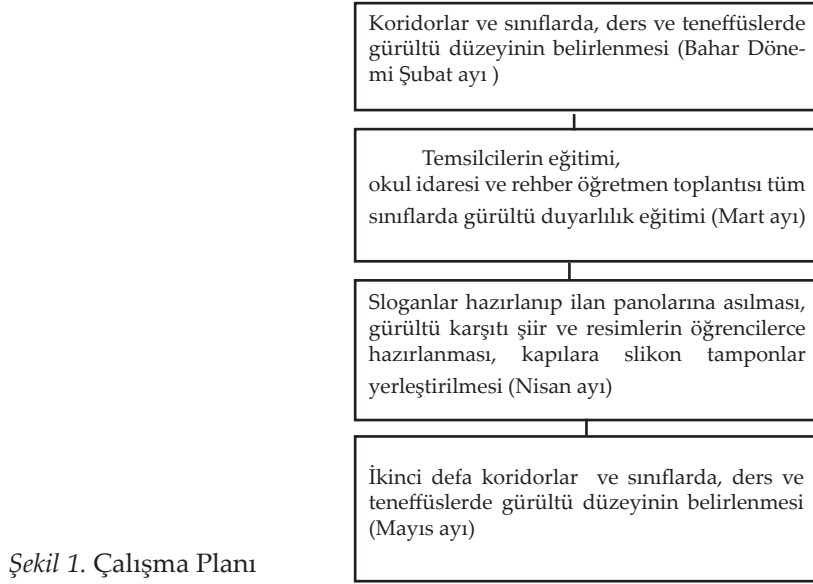 Koridorlar ve sınıflarda, ders ve teneffüslerde
gürültü düzeyinin belirlenmesi (Bahar Döne-
mi Şubat ayı )
Temsilcilerin eğitimi,
okul idaresi ve rehber öğretmen toplantısı tüm
sınıflarda gürültü duyarlılık eğitimi (Mart ayı)
Sloganlar hazırlanıp ilan panolarına asılması,
gürültü karşıtı şiir ve resimlerin öğrencilerce
hazırlanması, kapılara slikon tamponlar
yerleştirilmesi (Nisan ayı)
İkinci defa koridorlar ve sınıflarda, ders ve
teneffüslerde gürültü düzeyinin belirlenmesi
(Mayıs ayı)
Şekil 1. Çalışma Planı